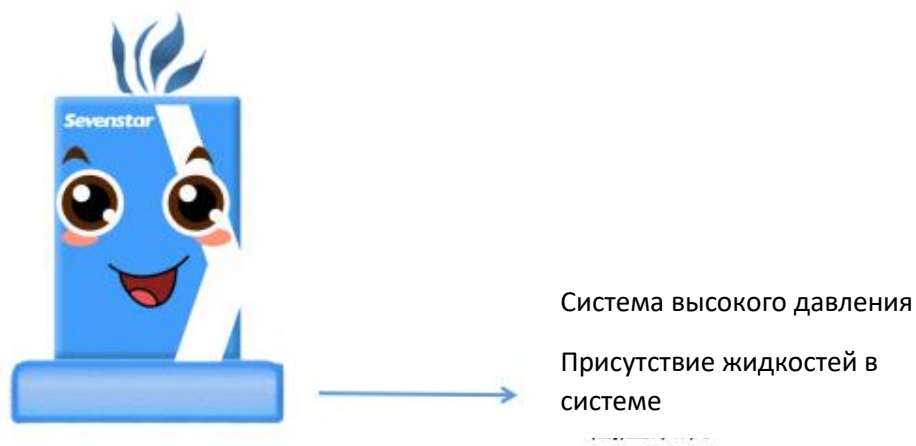 Sevenstar
Система высокого давления
Присутствие жидкостей в
системе